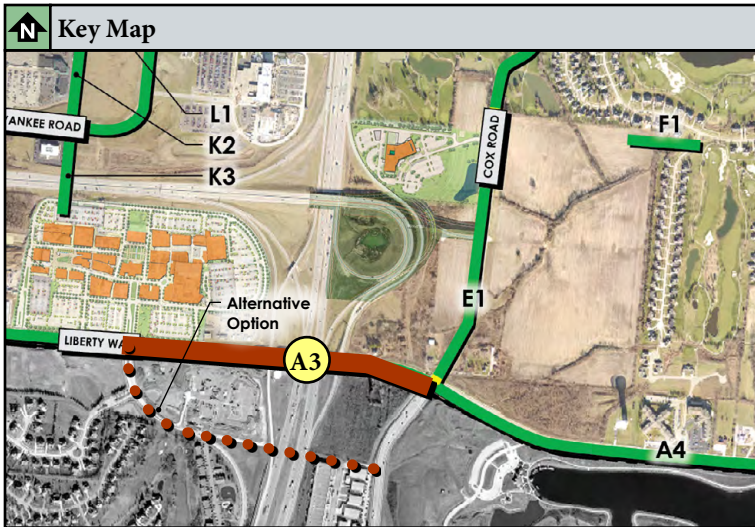 N Key Map
L1
YANKEE ROAD
K2
K3
COX ROAD
F1
E1
Alternative
Option
LIBERTY WA
A3
A4